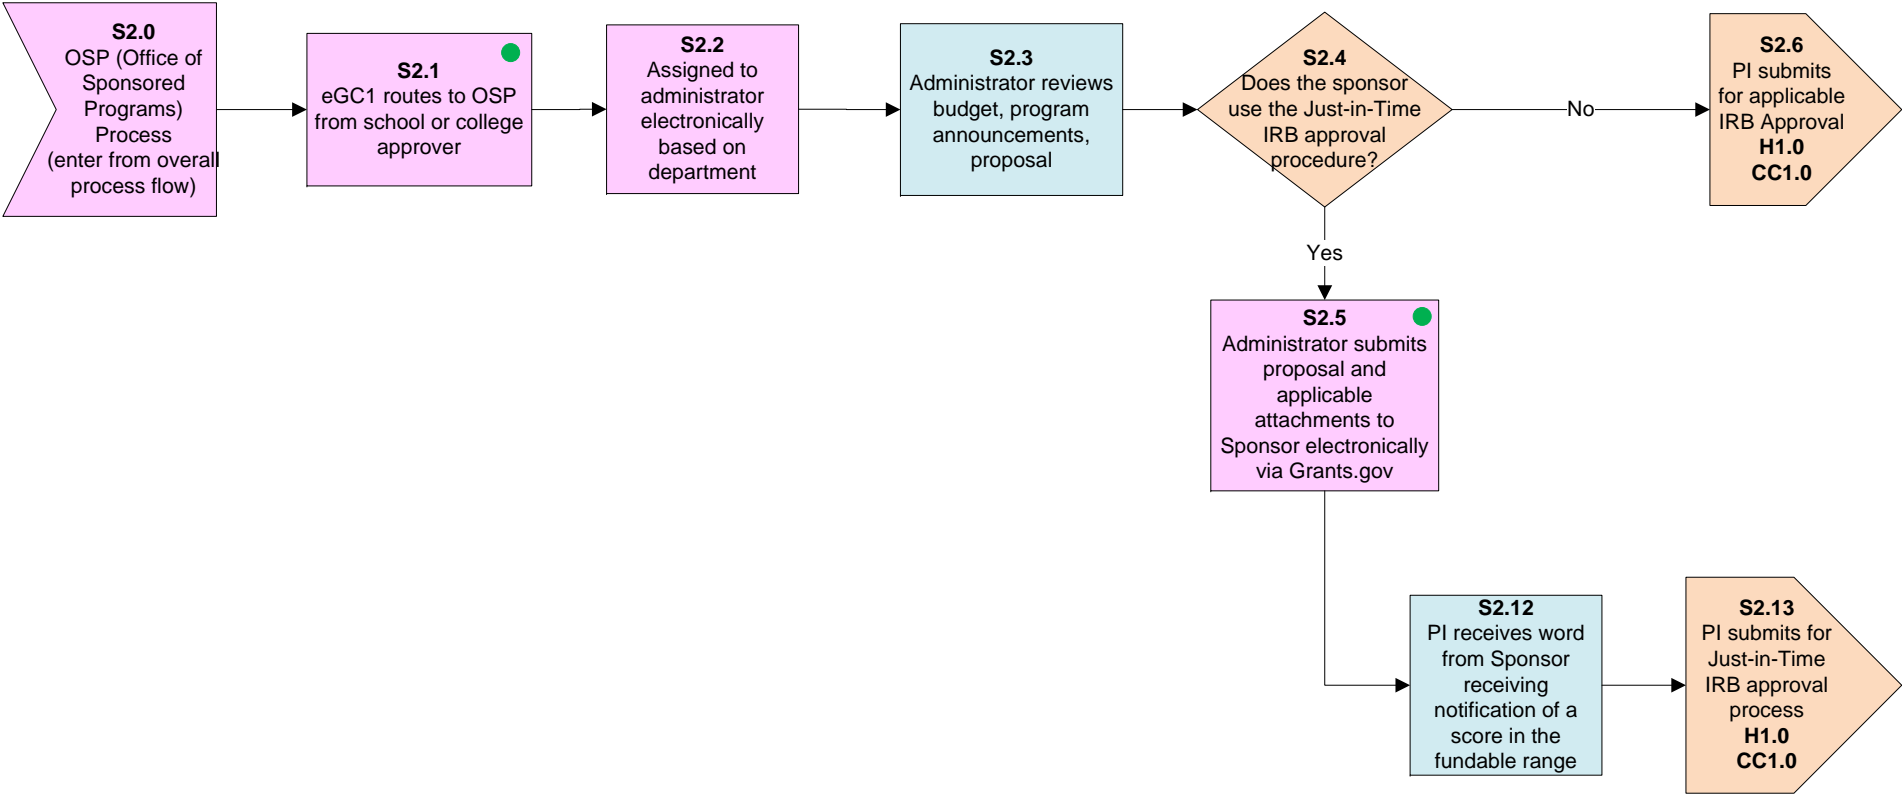 S2.0
OSP (Office of
Sponsored
Programs)
Process
(enter from overall
process flow)
S2.1
eGC1 routes to OSP
from school or college
approver
S2.2
Assigned to
administrator
electronically
based on
department
S2.3
Administrator reviews
budget, program
announcements,
proposal
S2.4
Does the sponsor
use the Just-in-Time
IRB approval
procedure?
No
S2.6
PI submits
for applicable
IRB Approval
H1.0
CC1.0
Yes
S2.5
Administrator submits
proposal and
applicable
attachments to
Sponsor electronically
via Grants.gov
S2.12
PI receives word
from Sponsor
receiving
notification of a
score in the
fundable range
S2.13
PI submits for
Just-in-Time
IRB approval
process
H1.0
CC1.0